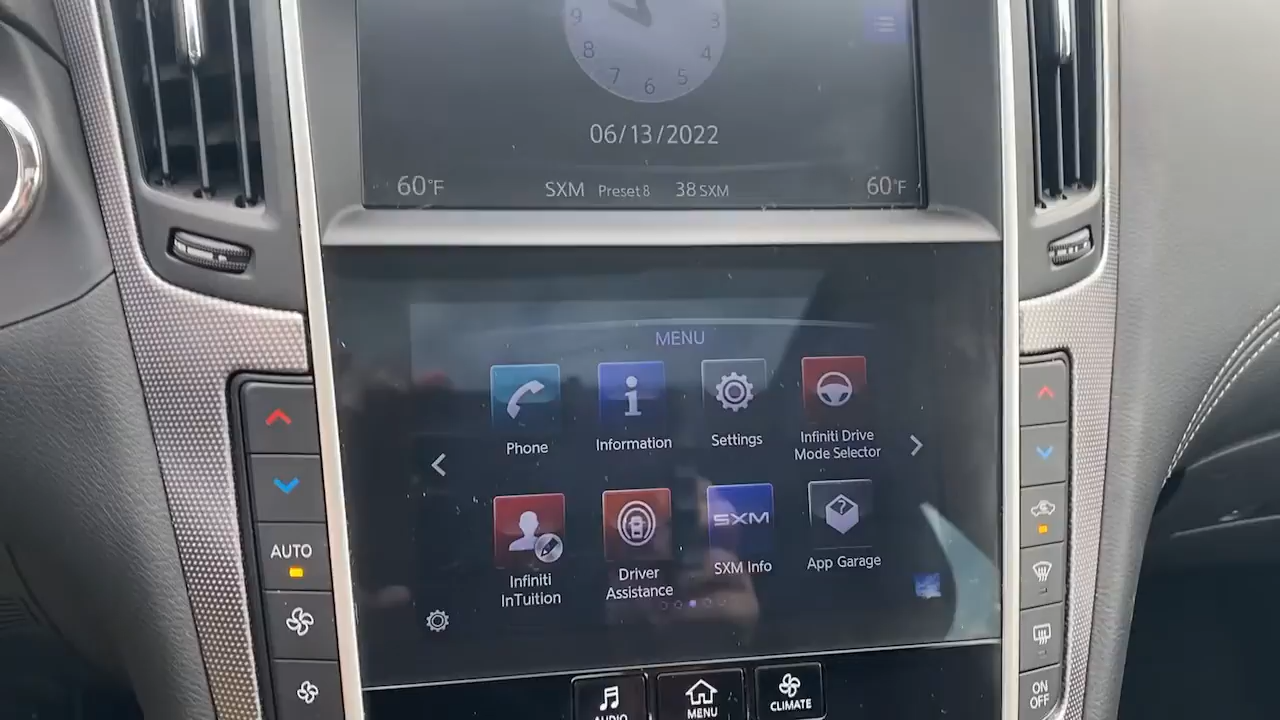 9
3
8
4
7
6
5
06/13/2022
60°F
SXM Preset 8 38 SXM
60°F
MENU
Phone
Information
Settings
Infiniti Drive
Mode Selector
Infiniti
InTuition
Driver
Assistance
SXM
SXM Info
App Garage
AUTO
ON
OFF
AUDIO
MENU
CLIMATE